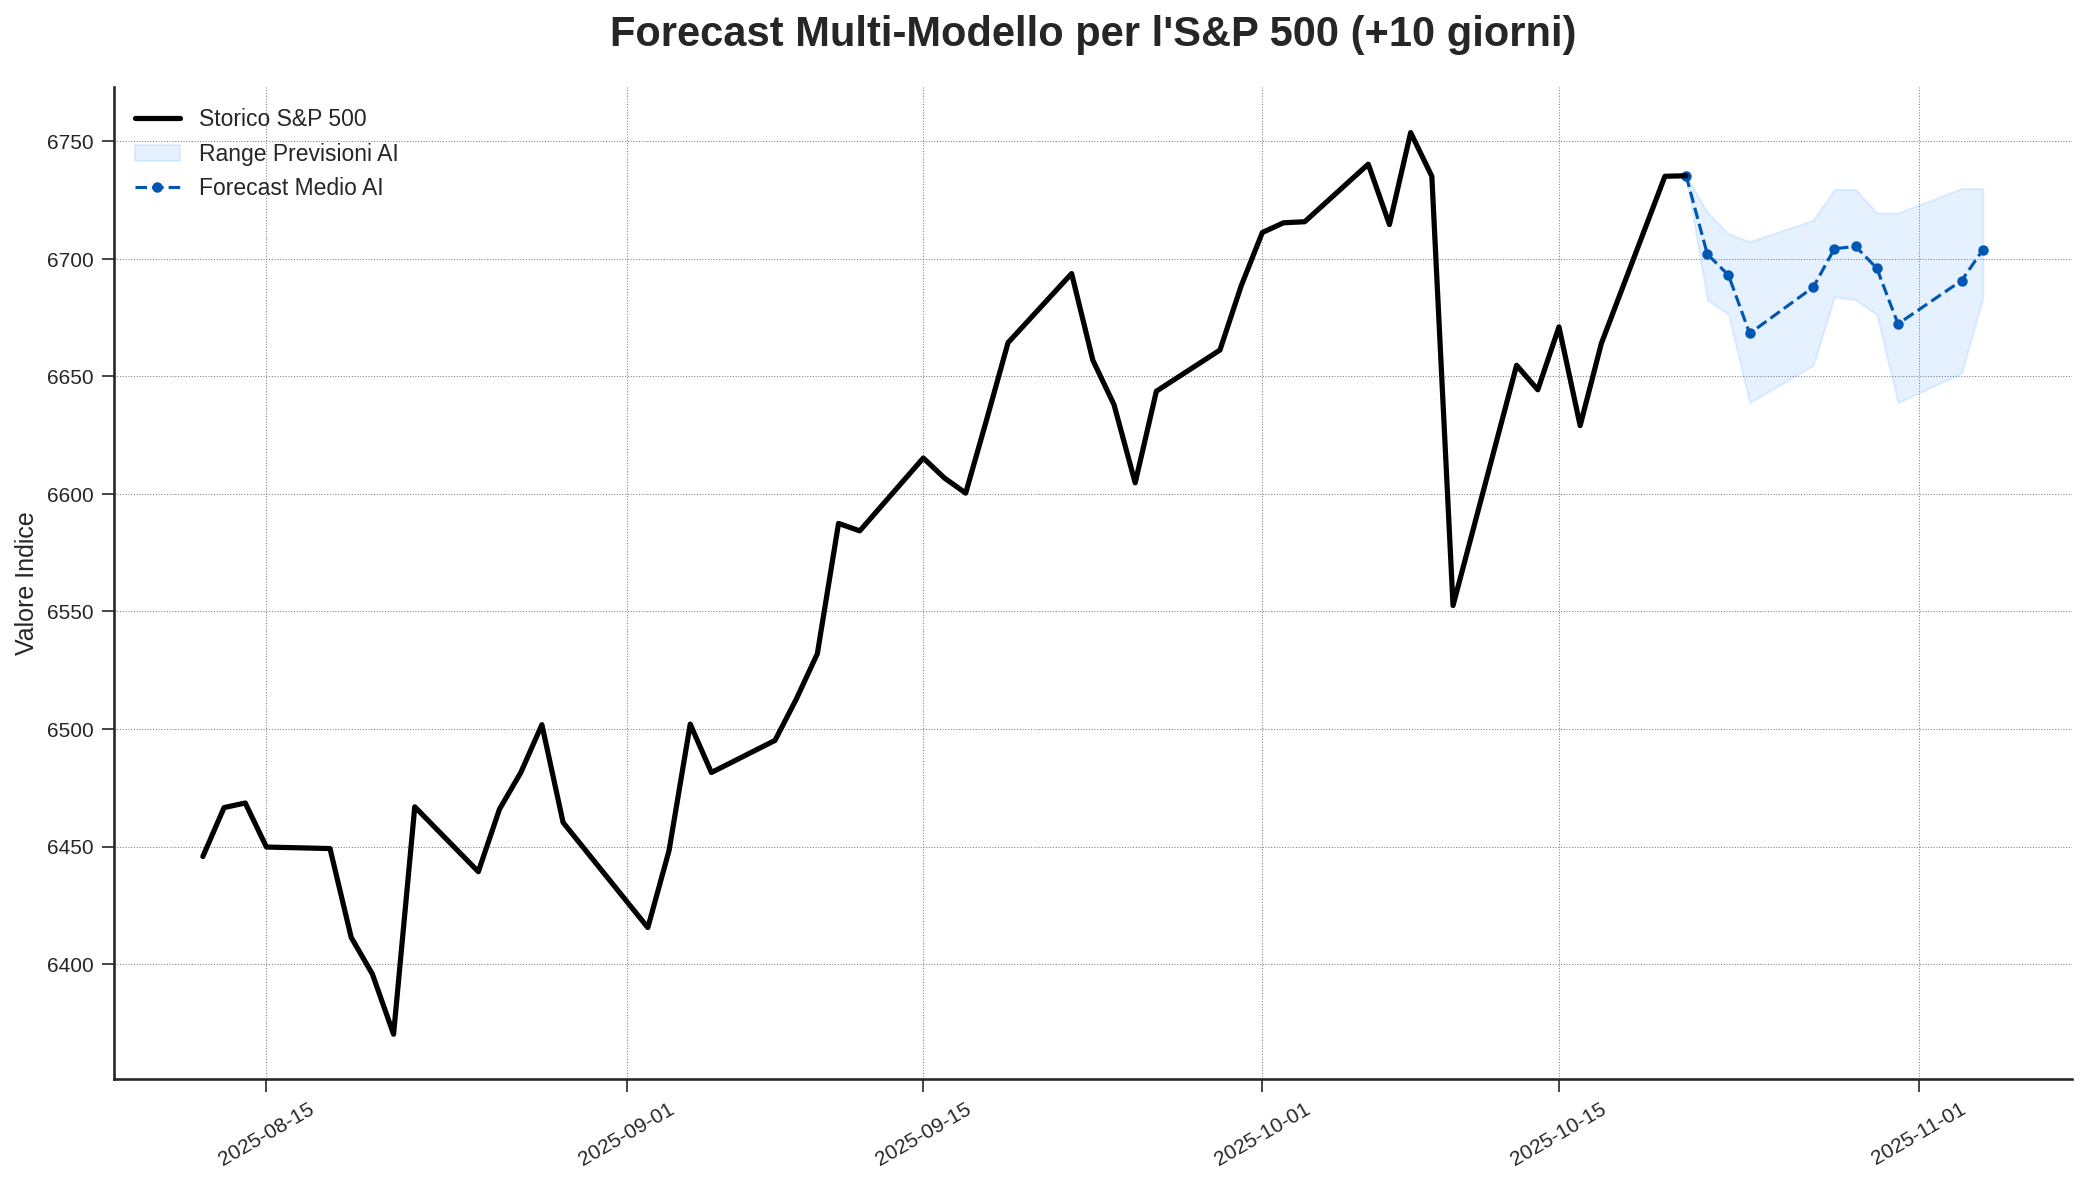 Forecast Multi-Modello per l'S&P 500 (+10 giorni)
Storico S&P 500
Range Previsioni AI
Forecast Medio AI
Valore Indice
6750
6700
6650
6600
6550
6500
6450
6400
2025-08-15
2025-09-01
2025-09-15
2025-10-01
2025-10-15
2025-11-01